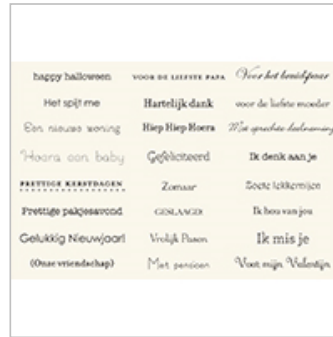 happy halloween
VOOR DE LIEFSTE PAPA
Voor het bruidspaar
Het spijt me
Hartelijk dank
voor de liefste moeder
Een nieuwe woning
Hiep Hiep Hoera
Met oprechte deelneming
Hoera een baby
Gefeliciteerd
Ik denk aan je
PRETTIGE KERSTDAGEN
Zomaar
Zoete lekkernijen
Prettige pakjesavond
GESLAAGD!
Ik hou van jou
Gelukkig Nieuwjaar!
Vrolijk Pasen
Ik mis je
(Onze vriendschap)
Met pensioen
Voor mijn Valentijn